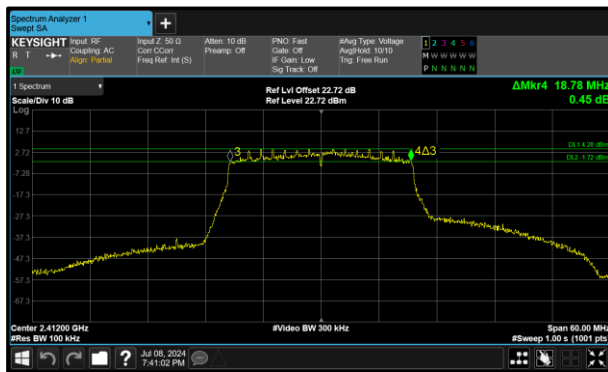 Spectrum Analyzer 1
Swept SA
+
KEYSIGHT Input: RF Input Z: 50 Ω Atten: 10 dB PNO: Fast #Avg Type: Voltage 1 2 3 4 5 6
R T Coupling: AC Corr CCorr Preamp: Off Gate: Off Avg|Hold: 10/10 M W W W W W
Align: Partial Freq Ref: Int (S) IF Gain: Low Trig: Free Run
LW Sig Track: Off P N N N N N
1 Spectrum Ref Lvl Offset 22.72 dB ΔMkr4 18.78 MHz
Scale/Div 10 dB Ref Level 22.72 dBm 0.45 dB
Log
12.7
DL1 4.28 dBm
2.72 3 4Δ3
DL2 -1.72 dBm
-7.28
-17.3
-27.3
-37.3
-47.3
-57.3
-67.3
Center 2.41200 GHz #Video BW 300 kHz Span 60.00 MHz
#Res BW 100 kHz #Sweep 1.00 s (1001 pts)
? Jul 08, 2024
7:41:02 PM